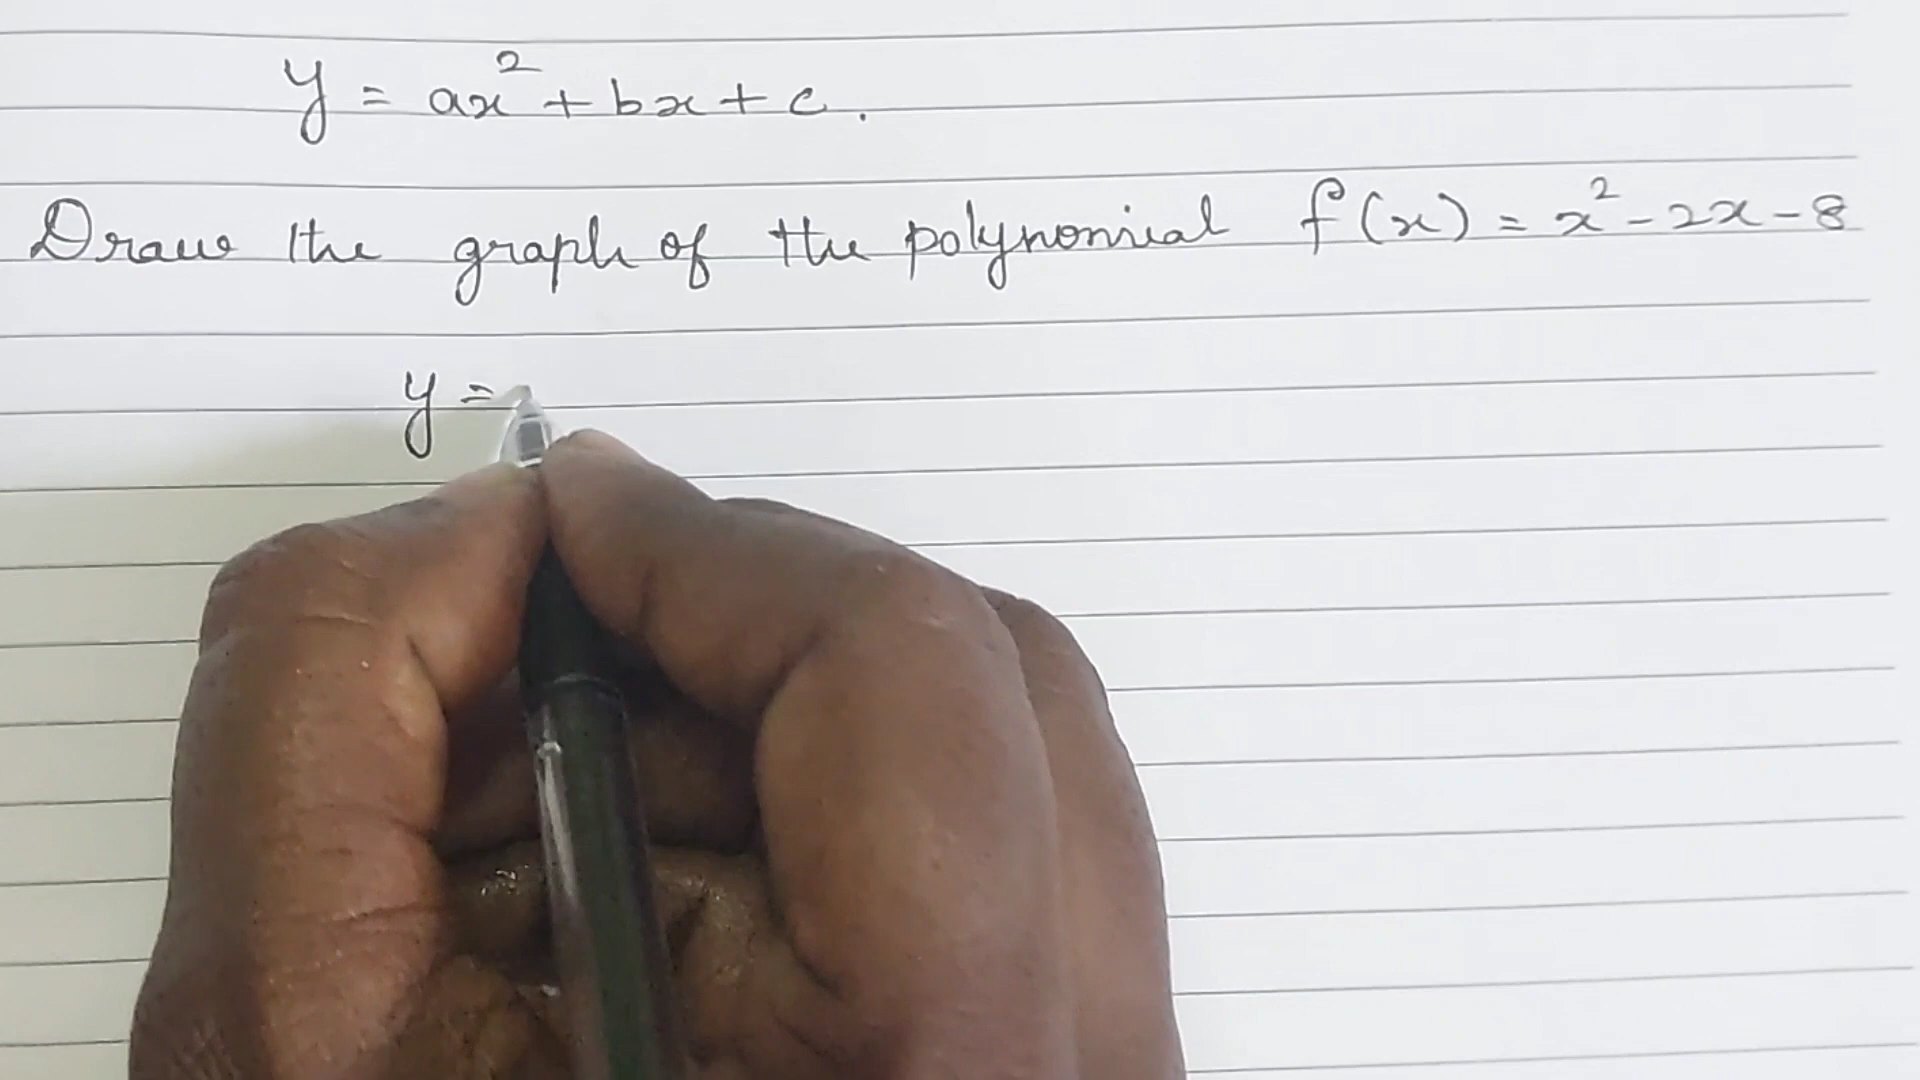 y = ax² + bx + c.
Draw the graph of the polynomial f(x) = x² - 2x - 8
y =